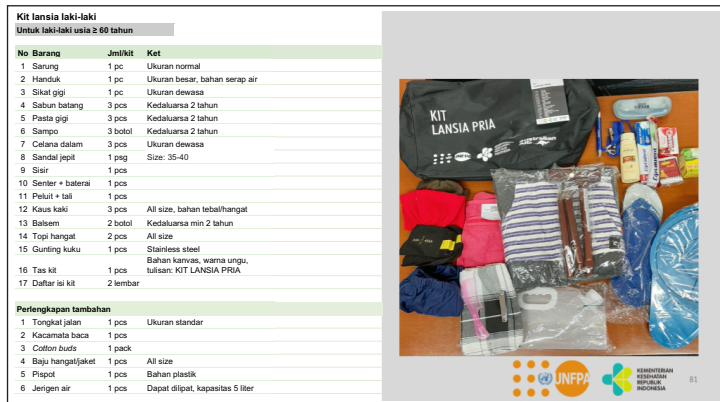 Kit lansia laki-laki
Untuk laki-laki usia ≥ 60 tahun
No Barang Jml/kit Ket
1 Sarung 1 pc Ukuran normal
2 Handuk 1 pc Ukuran besar, bahan serap air
3 Sikat gigi 1 pc Ukuran dewasa
4 Sabun batang 3 pcs Kedaluarsa 2 tahun
5 Pasta gigi 3 pcs Kedaluarsa 2 tahun
6 Sampo 3 botol Kedaluarsa 2 tahun
7 Celana dalam 3 pcs Ukuran dewasa
8 Sandal jepit 1 psg Size: 35-40
9 Sisir 1 pcs
10 Senter + baterai 1 pcs
11 Peluit + tali 1 pcs
12 Kaus kaki 3 pcs All size, bahan tebal/hangat
13 Balsem 2 botol Kedaluarsa min 2 tahun
14 Topi hangat 2 pcs All size
15 Gunting kuku 1 pcs Stainless steel
16 Tas kit 1 pcs Bahan kanvas, warna ungu,
tulisan: KIT LANSIA PRIA
17 Daftar isi kit 2 lembar
Perlengkapan tambahan
1 Tongkat jalan 1 pcs Ukuran standar
2 Kacamata baca 1 pcs
3 Cotton buds 1 pack
4 Baju hangat/jaket 1 pcs All size
5 Pispot 1 pcs Bahan plastik
6 Jerigen air 1 pcs Dapat dilipat, kapasitas 5 liter
KIT
LANSIA PRIA
UNFPA
KEMENTERIAN
KESEHATAN
REPUBLIK
INDONESIA
81